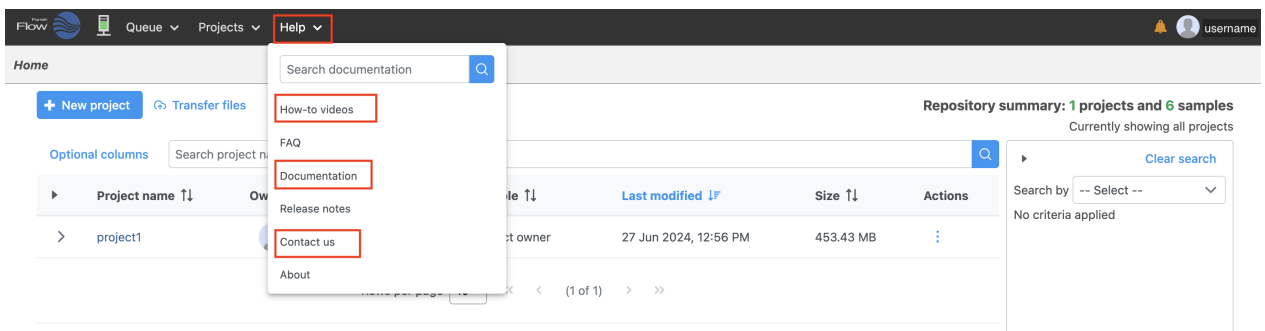 Partek
Flow
Queue
Projects
Help
username
Home
Search documentation
How-to videos
FAQ
Documentation
Release notes
Contact us
About
New project
Transfer files
Repository summary: 1 projects and 6 samples
Currently showing all projects
Optional columns
Search project
Clear search
Project name
Last modified
Size
Actions
Search by
-- Select --
No criteria applied
project1
owner
27 Jun 2024, 12:56 PM
453.43 MB
(1 of 1)